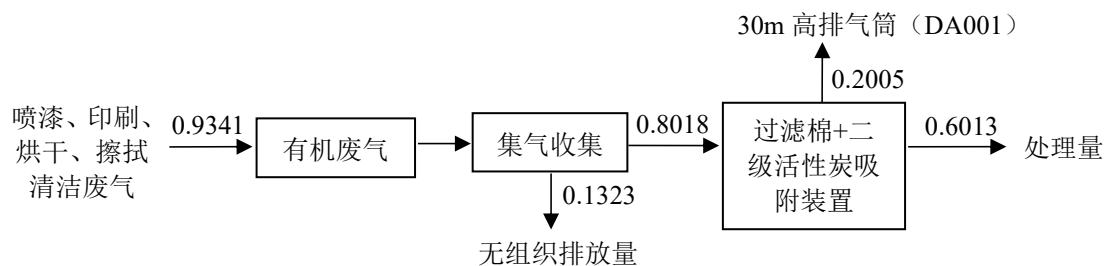 30m 高排气筒（DA001）
0.2005
喷漆、印刷、
烘干、擦拭
清洁废气
0.9341
有机废气
集气收集
0.8018
过滤棉+二
级活性炭吸
附装置
0.6013
处理量
0.1323
无组织排放量